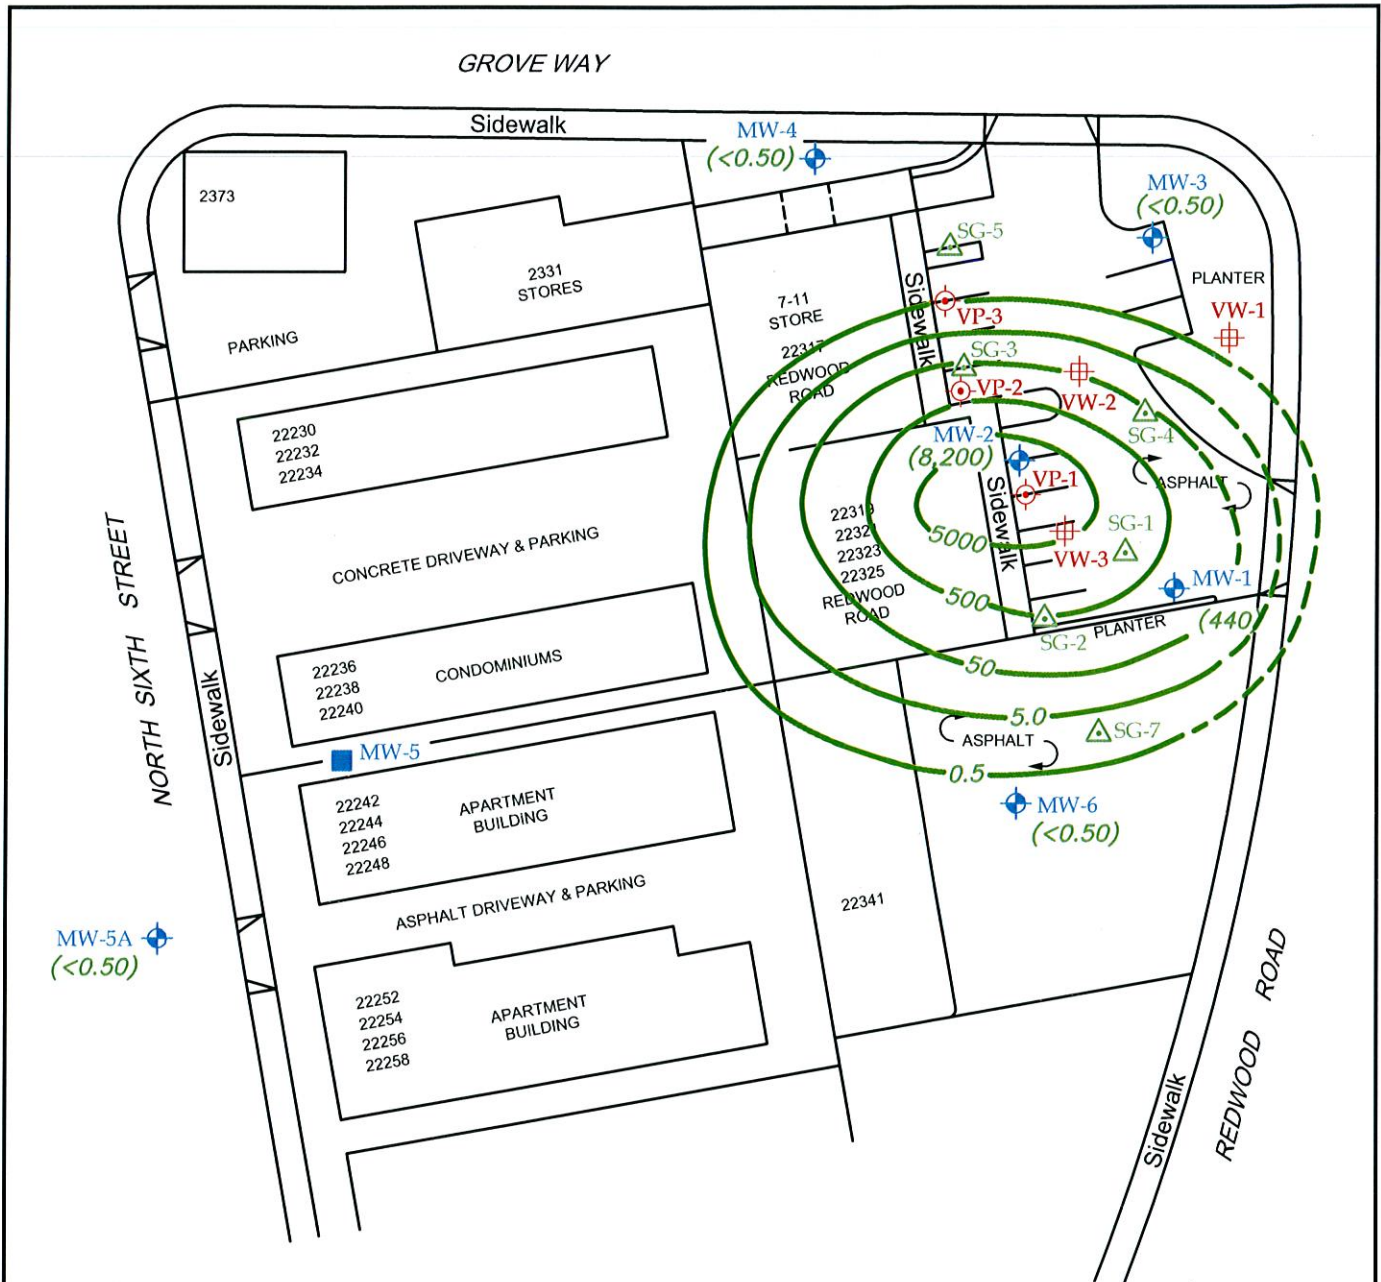 GROVE WAY
Sidewalk
MW-4
(<0.50)
2373
MW-3
(<0.50)
SG-5
2331
STORES
7-11
STORE
22317
REDWOOD
ROAD
Sidewalk
PLANTER
VW-1
VP-3
PARKING
SG-3
VP-2
VW-2
SG-4
22230
22232
22234
MW-2
(8,200)
VP-1
ASPHALT
22319
22321
22323
22325
REDWOOD
ROAD
Sidewalk
5000
SG-1
VW-3
CONCRETE DRIVEWAY & PARKING
NORTH SIXTH STREET
MW-1
(440
500
SG-2
PLANTER
50
22236
22238
22240
CONDOMINIUMS
Sidewalk
5.0
SG-7
ASPHALT
0.5
MW-5
MW-6
(<0.50)
22242
22244
22246
22248
APARTMENT
BUILDING
ASPHALT DRIVEWAY & PARKING
22341
MW-5A
(<0.50)
22252
22254
22256
22258
APARTMENT
BUILDING
REDWOOD ROAD
Sidewalk